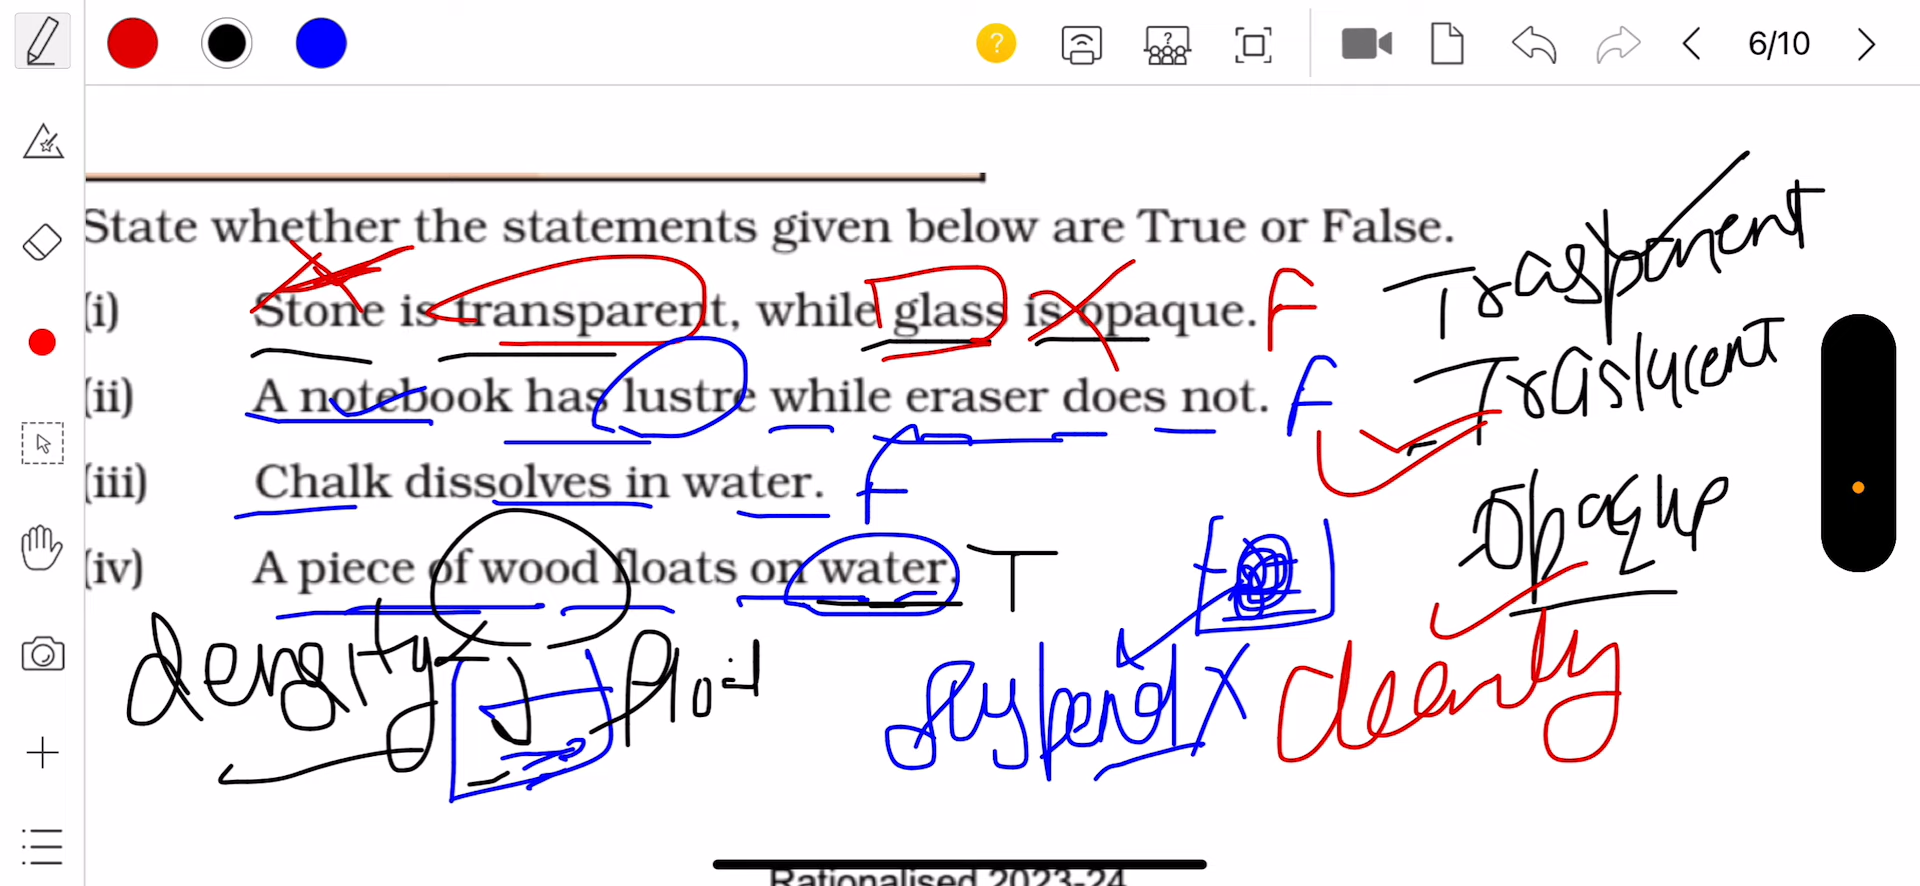 6/10
State whether the statements given below are True or False.
(i) Stone is transparent, while glass is opaque. F
(ii) A notebook has lustre while eraser does not. F
(iii) Chalk dissolves in water. F
(iv) A piece of wood floats on water. T
Trasparent
Traslucent
Opaque
density
floid
suspend X
Clearly
Rationalised 2023-24